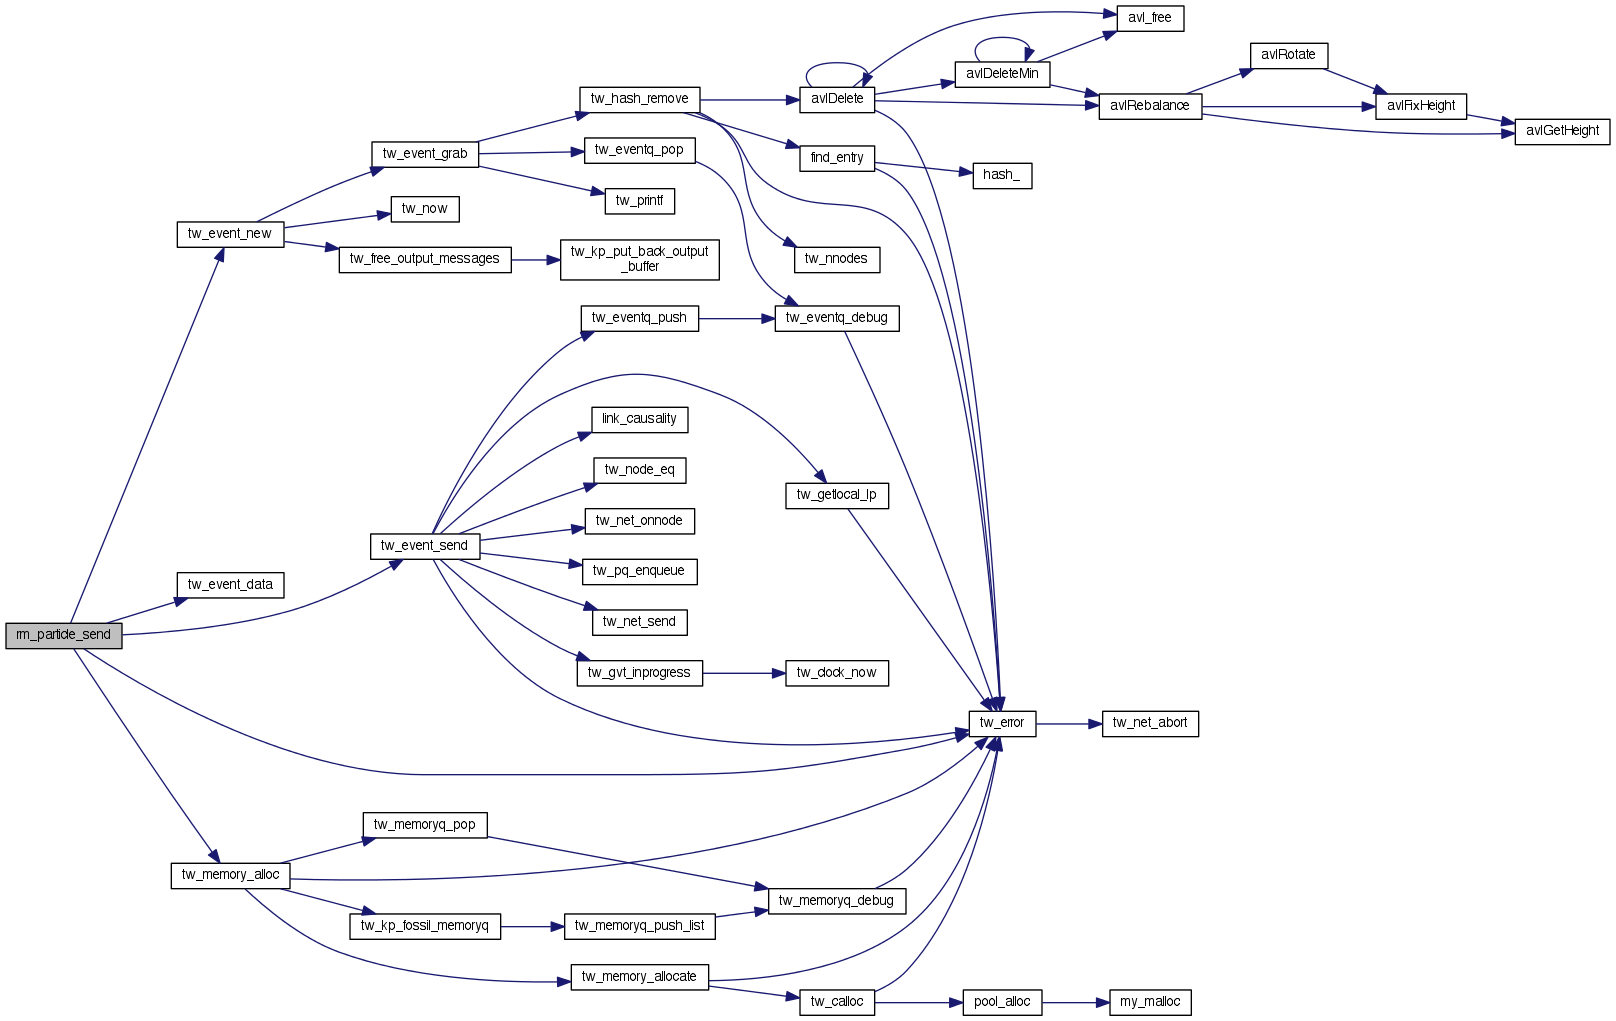 avl_free
avlRotate
avlDeleteMin
tw_hash_remove
avlDelete
avlRebalance
avlFixHeight
avlGetHeight
tw_event_grab
tw_eventq_pop
find_entry
hash_
tw_printf
tw_now
tw_event_new
tw_free_output_messages
tw_kp_put_back_output
_buffer
tw_nnodes
tw_eventq_push
tw_eventq_debug
link_causality
tw_node_eq
tw_getlocal_lp
tw_net_onnode
tw_event_send
tw_pq_enqueue
tw_event_data
tw_net_send
rm_particle_send
tw_gvt_inprogress
tw_clock_now
tw_error
tw_net_abort
tw_memoryq_pop
tw_memory_alloc
tw_memoryq_debug
tw_kp_fossil_memoryq
tw_memoryq_push_list
tw_memory_allocate
tw_calloc
pool_alloc
my_malloc